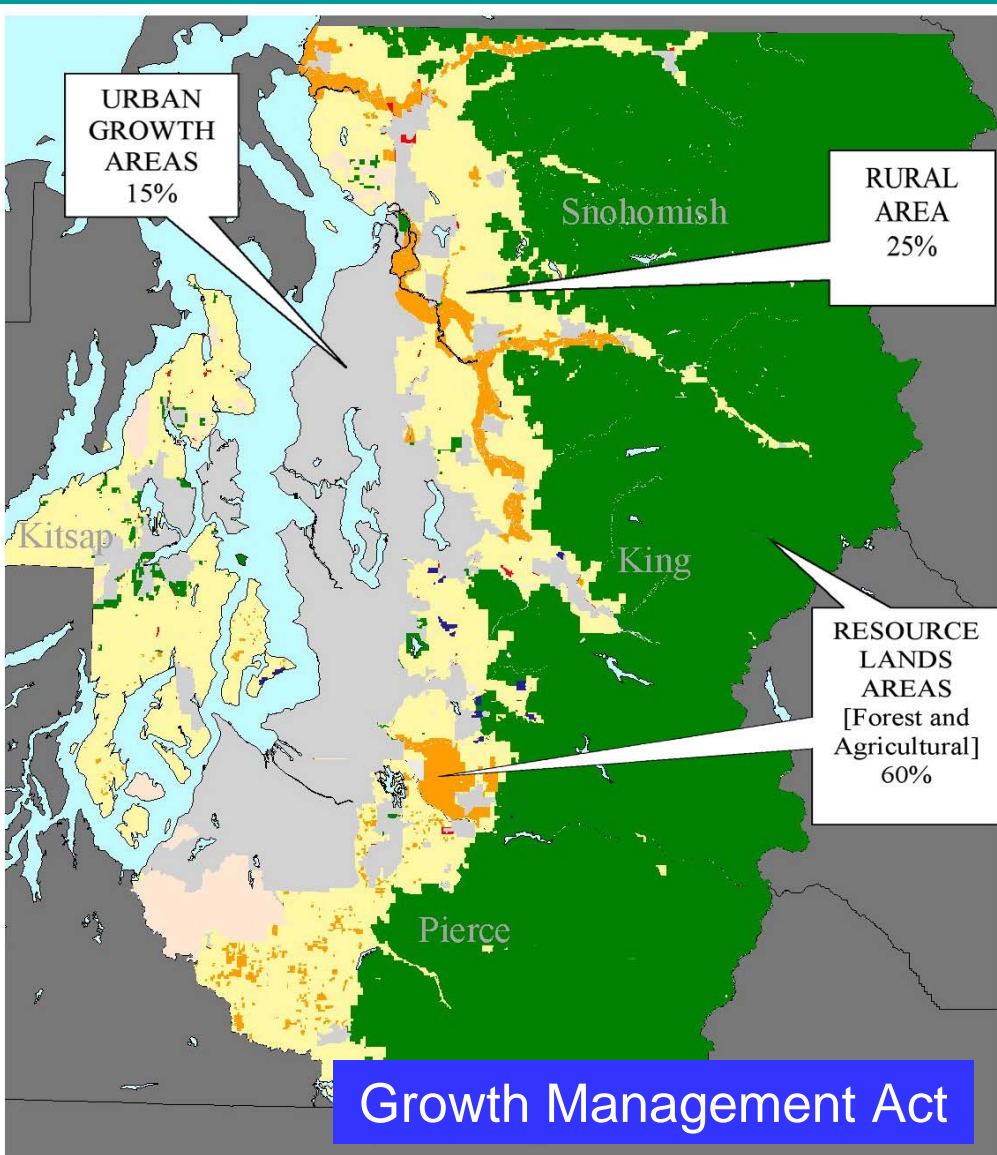 URBAN
GROWTH
AREAS
15%
RURAL
AREA
25%
Snohomish
Kitsap
King
RESOURCE
LANDS
AREAS
[Forest and
Agricultural]
60%
Pierce
Growth Management Act